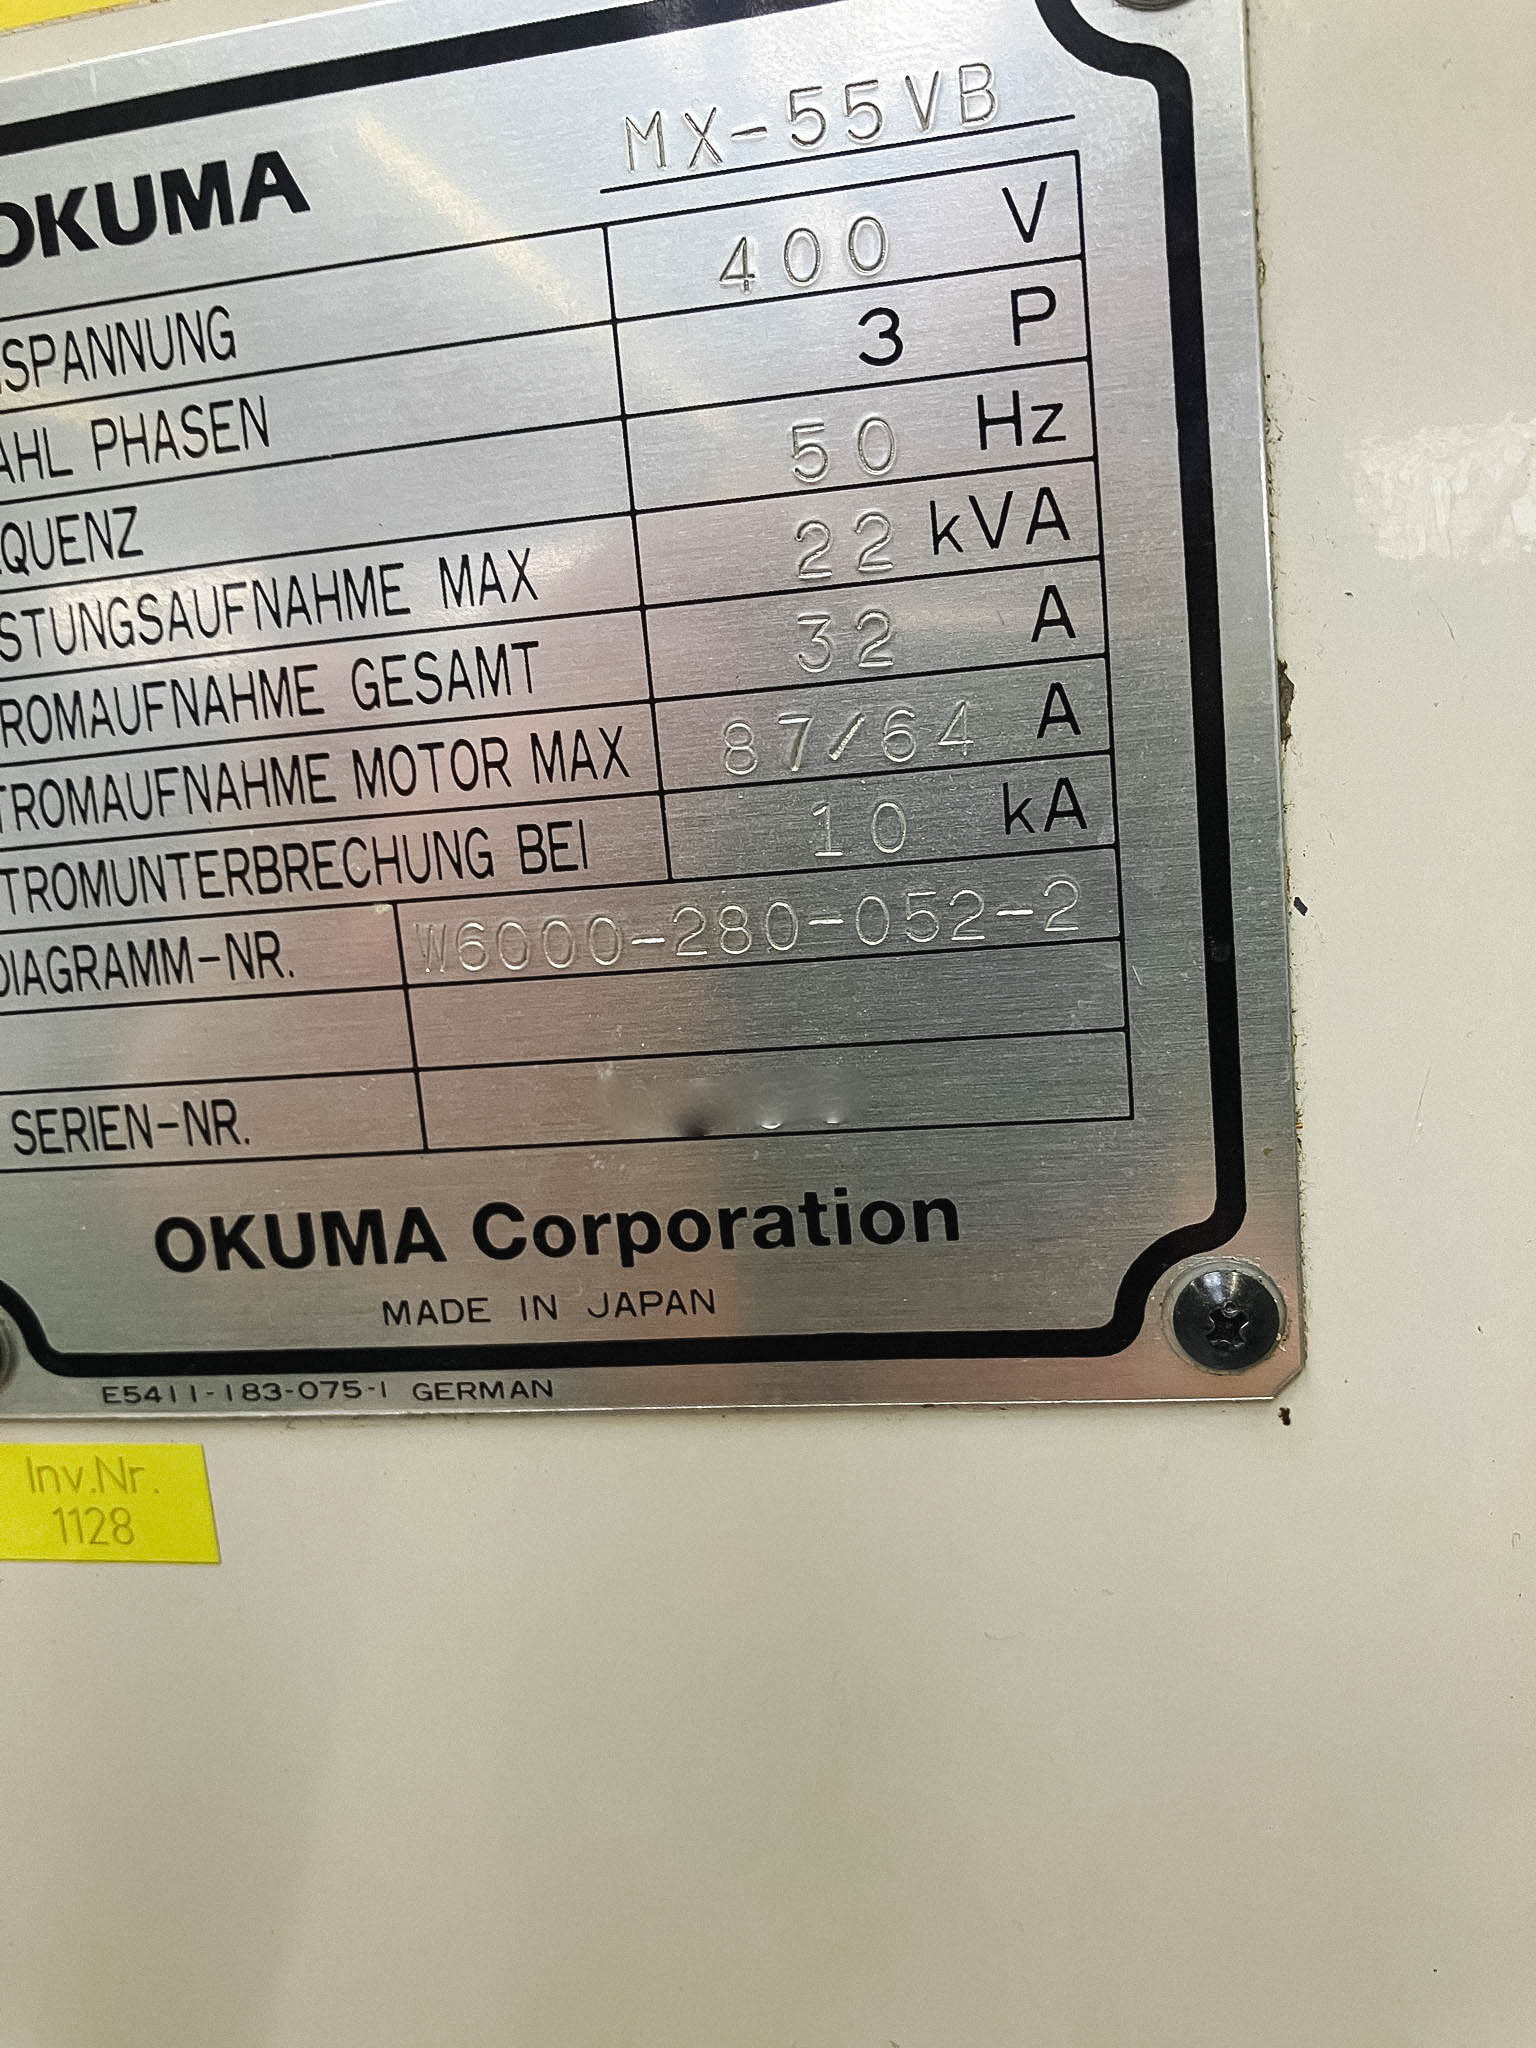 MX-55VB
OKUMA
SPANNUNG 400 V
AHL PHASEN 3 P
QUENZ 50 Hz
STUNGSAUFNAHME MAX 22 kVA
ROMAUFNAHME GESAMT 32 A
TROMAUFNAHME MOTOR MAX 87/64 A
TROMUNTERBRECHUNG BEI 10 kA
DIAGRAMM-NR. W6000-280-052-2
SERIEN-NR.
OKUMA Corporation
MADE IN JAPAN
E5411-183-075-1 GERMAN
Inv.Nr.
1128